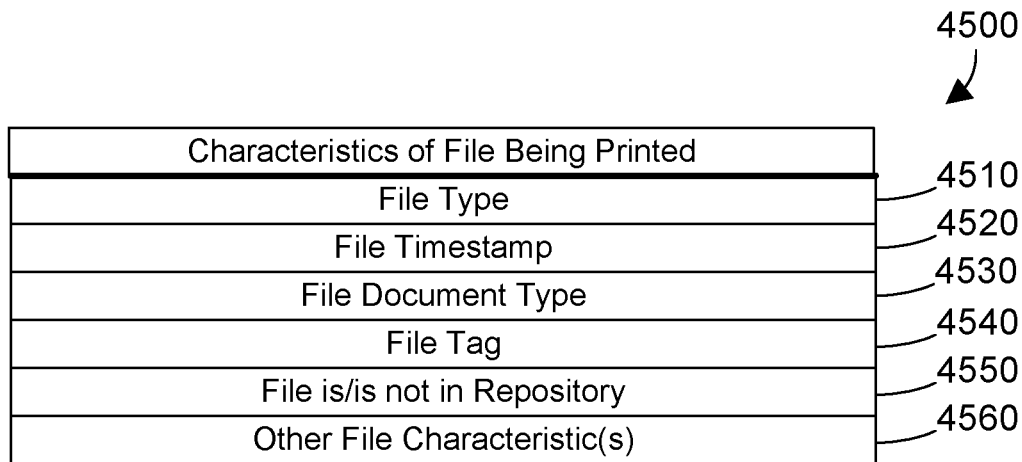 4500
Characteristics of File Being Printed
File Type 4510
File Timestamp 4520
File Document Type 4530
File Tag 4540
File is/is not in Repository 4550
Other File Characteristic(s) 4560